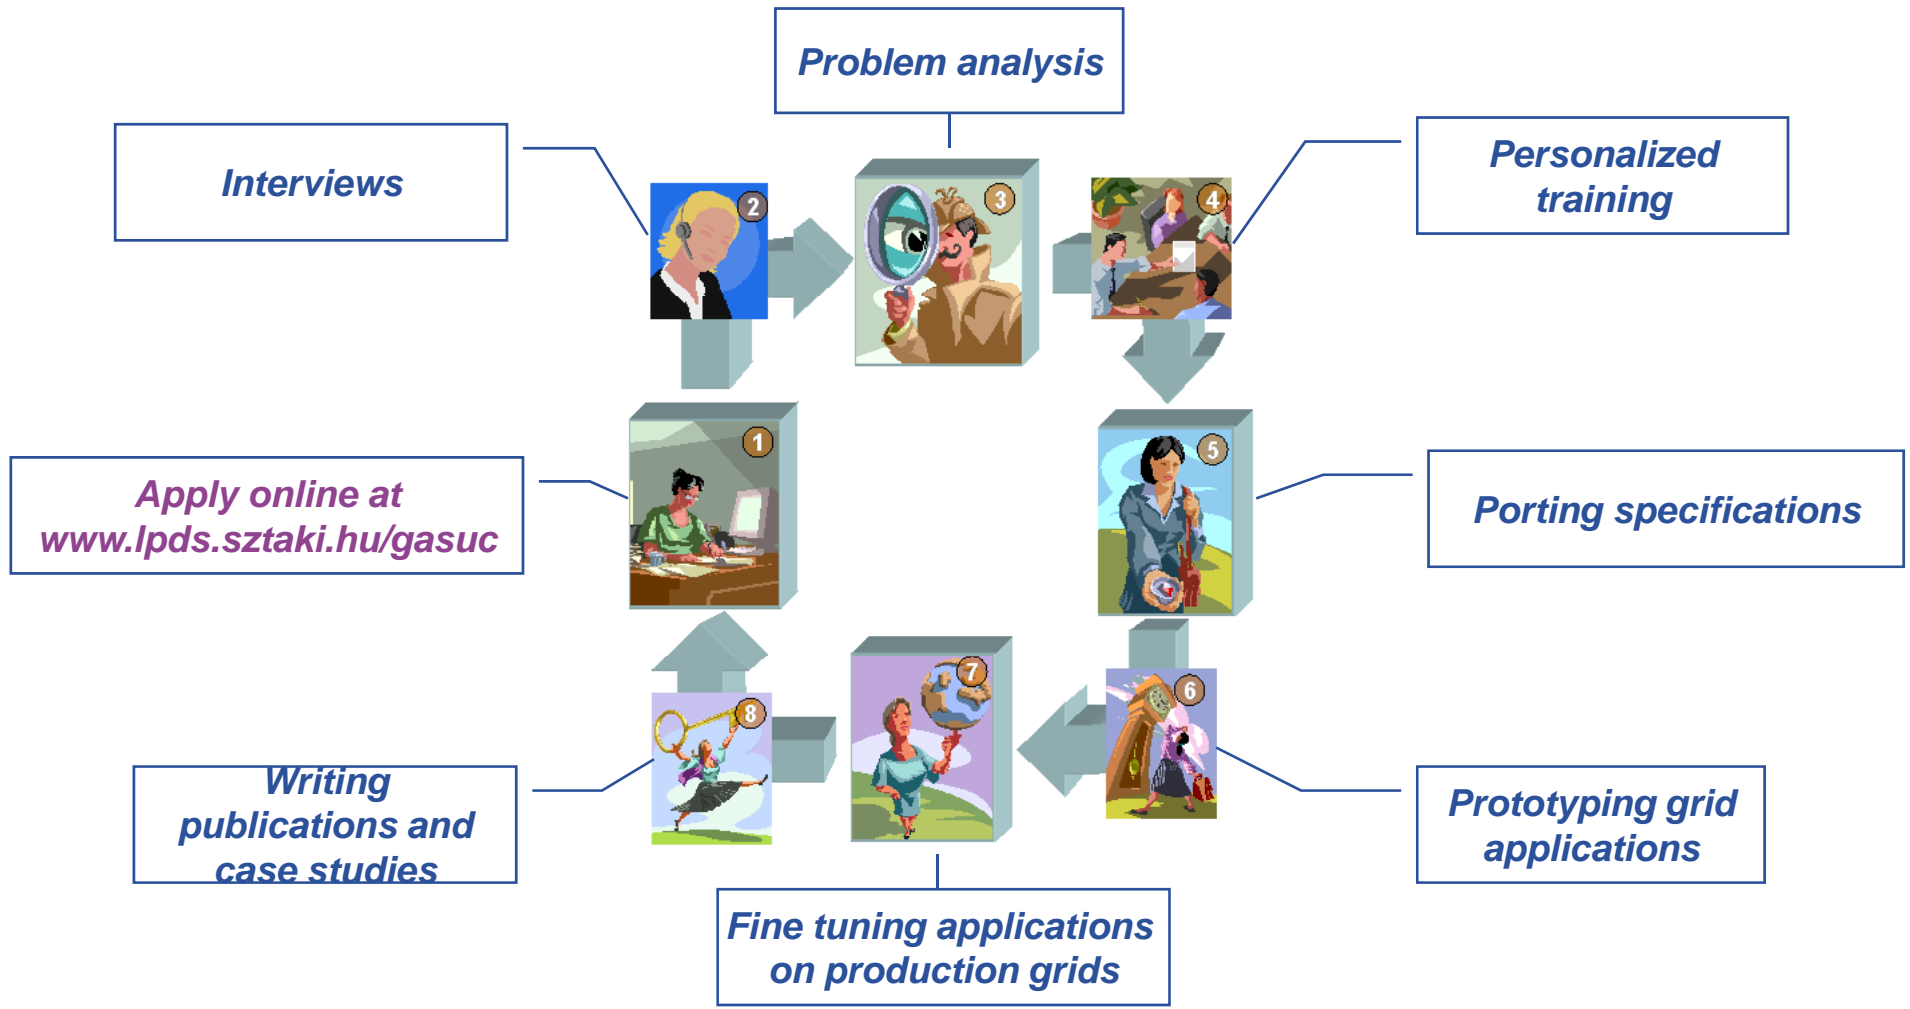 Problem analysis
Interviews
Personalized
training
2
3
4
Apply online at
www.lpds.sztaki.hu/gasuc
1
5
Porting specifications
Writing
publications and
case studies
8
7
6
Prototyping grid
applications
Fine tuning applications
on production grids